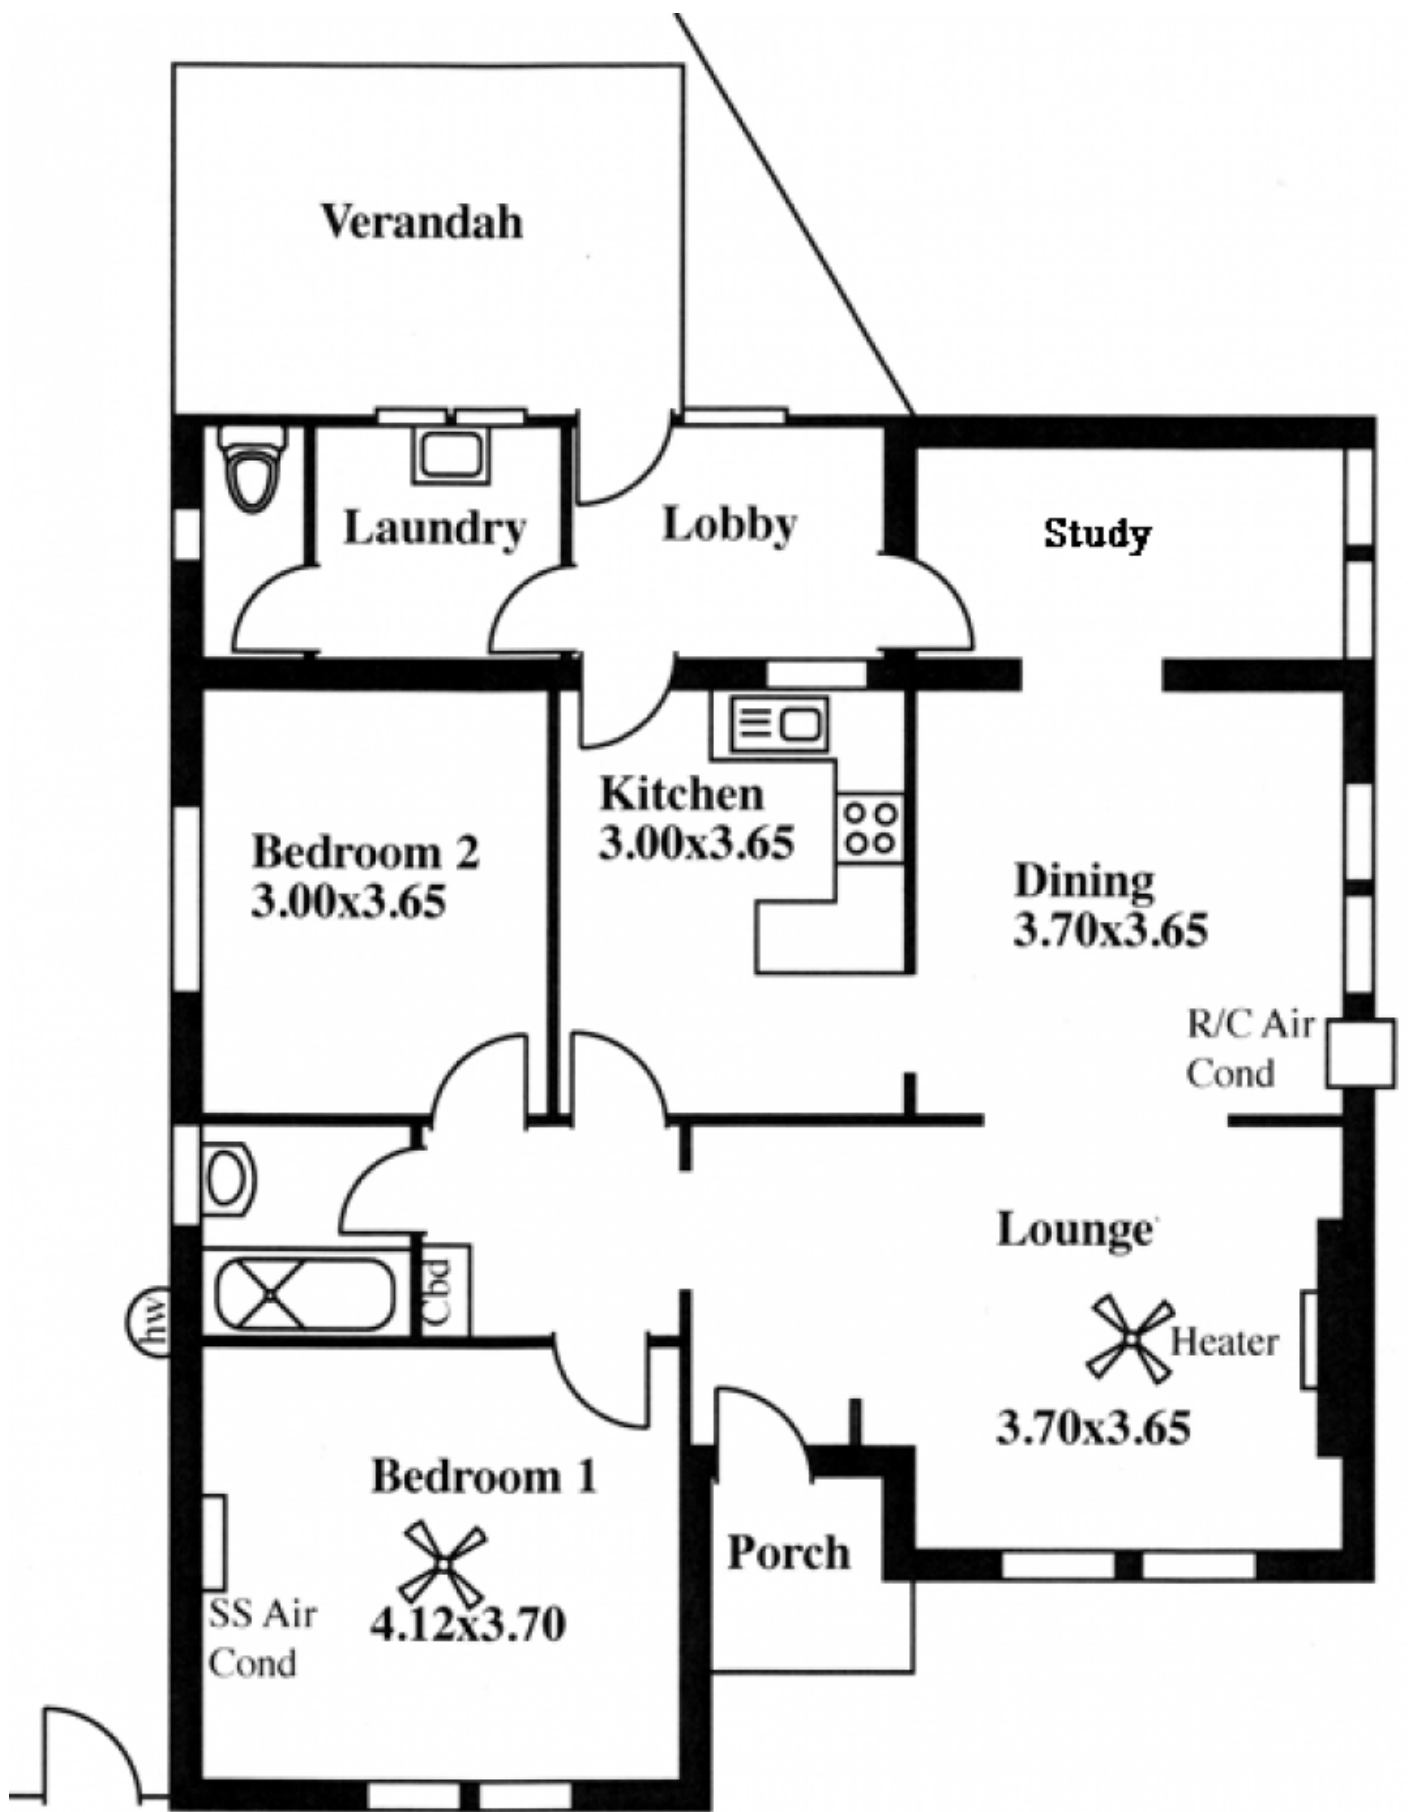 Verandah
Laundry
Lobby
Study
Kitchen
3.00x3.65
Bedroom 2
3.00x3.65
Dining
3.70x3.65
R/C Air
Cond
Lounge
Cbd
hw
Heater
3.70x3.65
Bedroom 1
4.12x3.70
Porch
SS Air
Cond